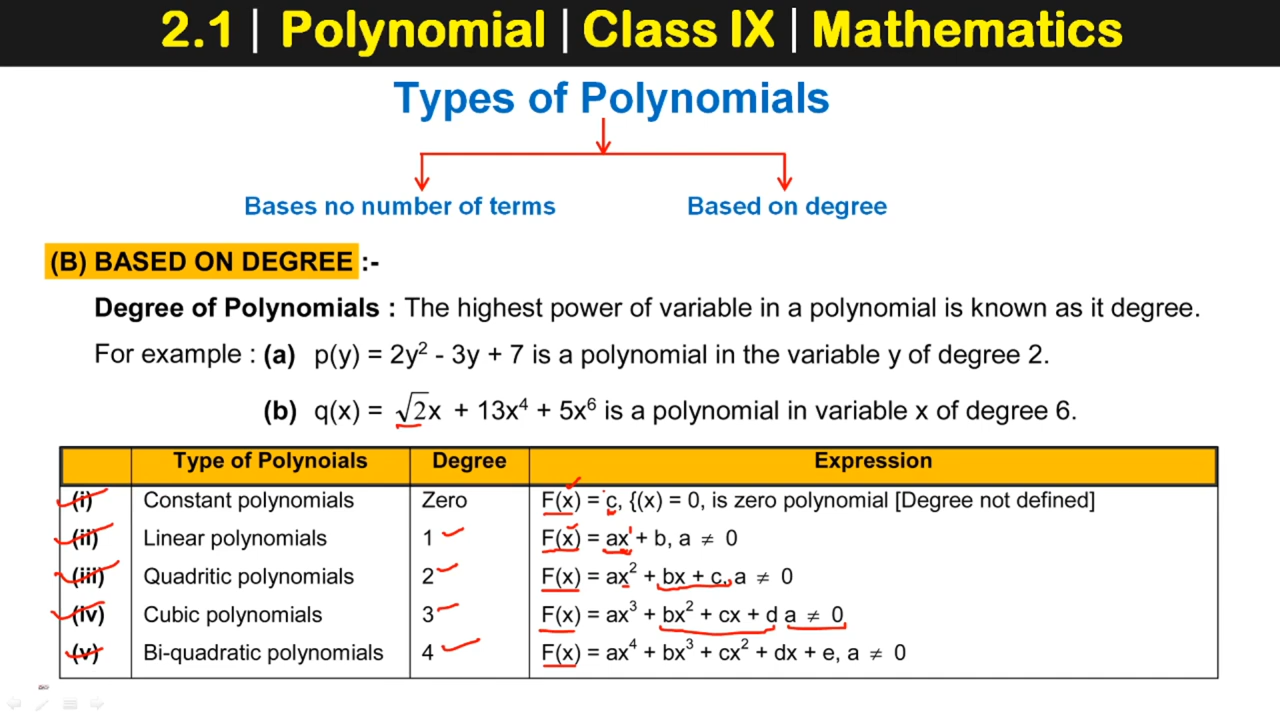 2.1 | Polynomial | Class IX | Mathematics
Types of Polynomials
Bases no number of terms
Based on degree
(B) BASED ON DEGREE :-
Degree of Polynomials : The highest power of variable in a polynomial is known as it degree.
For example : (a) p(y) = 2y² - 3y + 7 is a polynomial in the variable y of degree 2.
(b) q(x) = √2x + 13x⁴ + 5x⁶ is a polynomial in variable x of degree 6.
Type of Polynoials Degree Expression
(i) Constant polynomials Zero F(x) = c, {(x) = 0, is zero polynomial [Degree not defined]
(ii) Linear polynomials 1 F(x) = ax¹ + b, a ≠ 0
(iii) Quadritic polynomials 2 F(x) = ax² + bx + c, a ≠ 0
(iv) Cubic polynomials 3 F(x) = ax³ + bx² + cx + d a ≠ 0
(v) Bi-quadratic polynomials 4 F(x) = ax⁴ + bx³ + cx² + dx + e, a ≠ 0